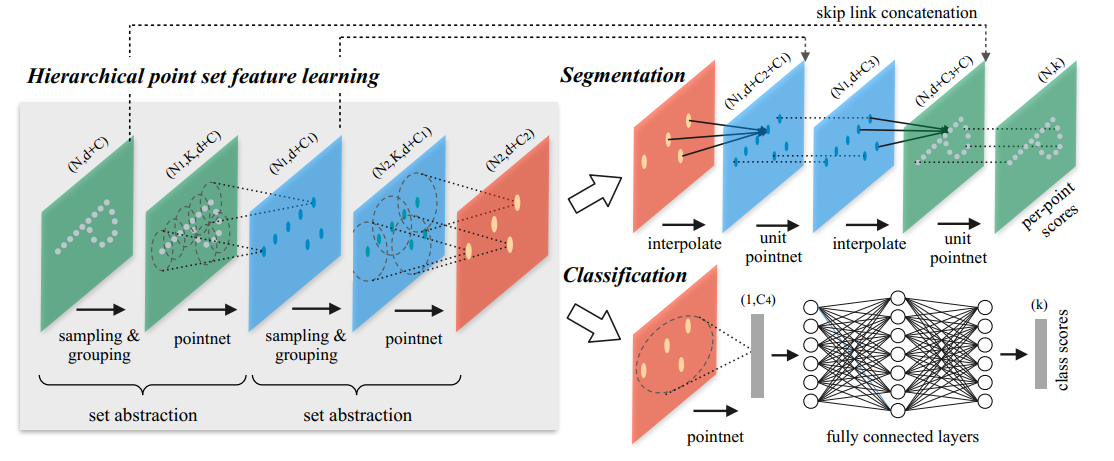 skip link concatenation
Hierarchical point set feature learning
(N,d+C)
(N1,K,d+C)
(N1,d+C1)
(N2,K,d+C1)
(N2,d+C2)
sampling &
grouping
pointnet
sampling &
grouping
pointnet
set abstraction
set abstraction
Segmentation
(N1,d+C2+C1)
(N1,d+C3)
(N,d+C3+C)
(N,k)
interpolate
unit
pointnet
interpolate
unit
pointnet
per-point
scores
Classification
(1,C4)
(k)
class scores
pointnet
fully connected layers